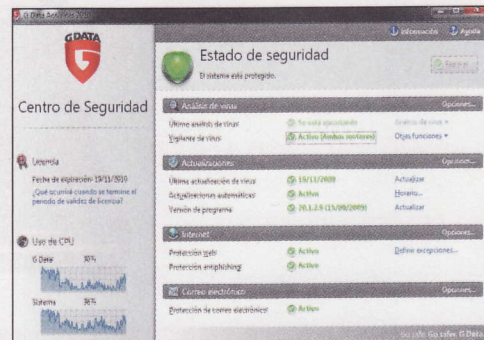 G Data AntiVirus 2010
Información
Ayuda
G DATA
Centro de Seguridad
Licencia
Fecha de expiración: 19/11/2010
¿Qué ocurrirá cuando se termine el
periodo de validez de licencia?
Uso de CPU
G Data
Sistema
Estado de seguridad
El sistema está protegido.
Análisis de virus
Opciones...
Último análisis de virus
Se está ejecutando
Análisis de virus
Vigilante de virus
Activo (Ambos motores)
Otras funciones
Actualizaciones
Opciones...
Última actualización de virus
19/11/2009
Actualizar
Actualizaciones automáticas
Activo
Horario...
Versión de programa
20.1.2.9 (15/09/2009)
Actualizar
Internet
Opciones...
Protección web
Activo
Definir excepciones...
Protección antiphishing
Activo
Correo electrónico
Opciones...
Protección de correo electrónico
Activo
Go safe. Go safer. G Data.